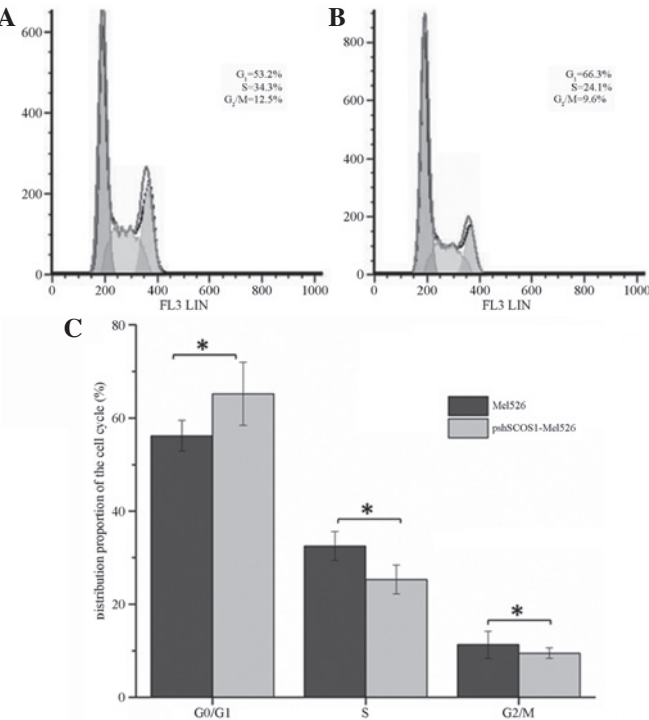 A
600
400
200
0
0 200 400 600 800 1000
FL3 LIN
G1=53.2%
S=34.3%
G2/M=12.5%
B
800
600
400
200
0
0 200 400 600 800 1000
FL3 LIN
G1=66.3%
S=24.1%
G2/M=9.6%
C
80
60
40
20
0
distribution proportion of the cell cycle (%)
*
*
*
Mel526
pshSCOS1-Mel526
G0/G1 S G2/M